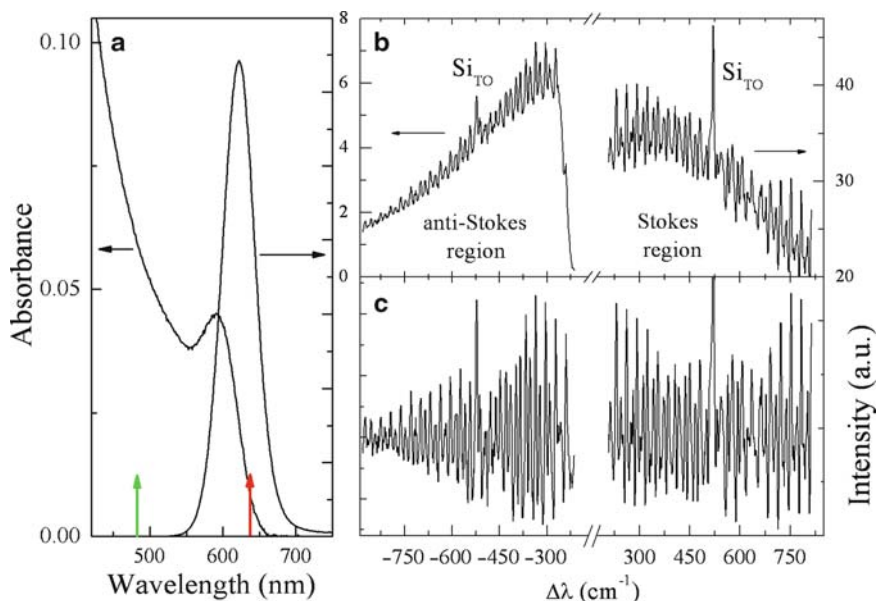 a
0.10
0.05
0.00
Absorbance
500
600
700
Wavelength (nm)
b
8
6
4
2
0
Si_TO
anti-Stokes
region
Si_TO
Stokes
region
40
30
20
c
Intensity (a.u.)
-750
-600
-450
-300
300
450
600
750
Δλ (cm⁻¹)